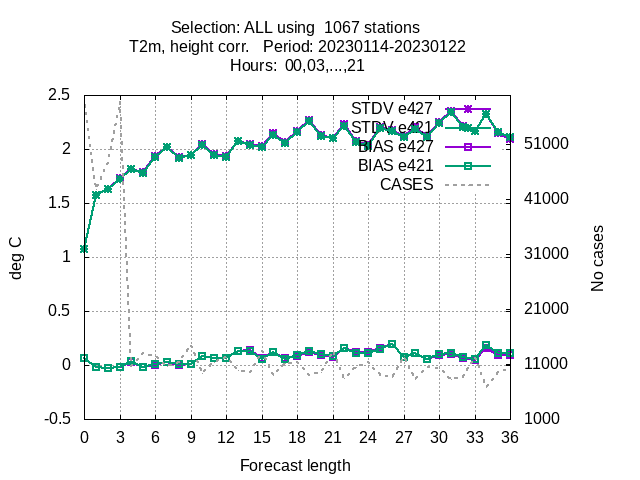 Selection: ALL using  1067 stations
T2m, height corr.   Period: 20230114-20230122
Hours:  00,03,...,21
STDV e427
STDV e421
BIAS e427
BIAS e421
CASES
2.5
2
1.5
1
0.5
0
-0.5
deg C
51000
41000
31000
21000
11000
1000
No cases
0 3 6 9 12 15 18 21 24 27 30 33 36
Forecast length